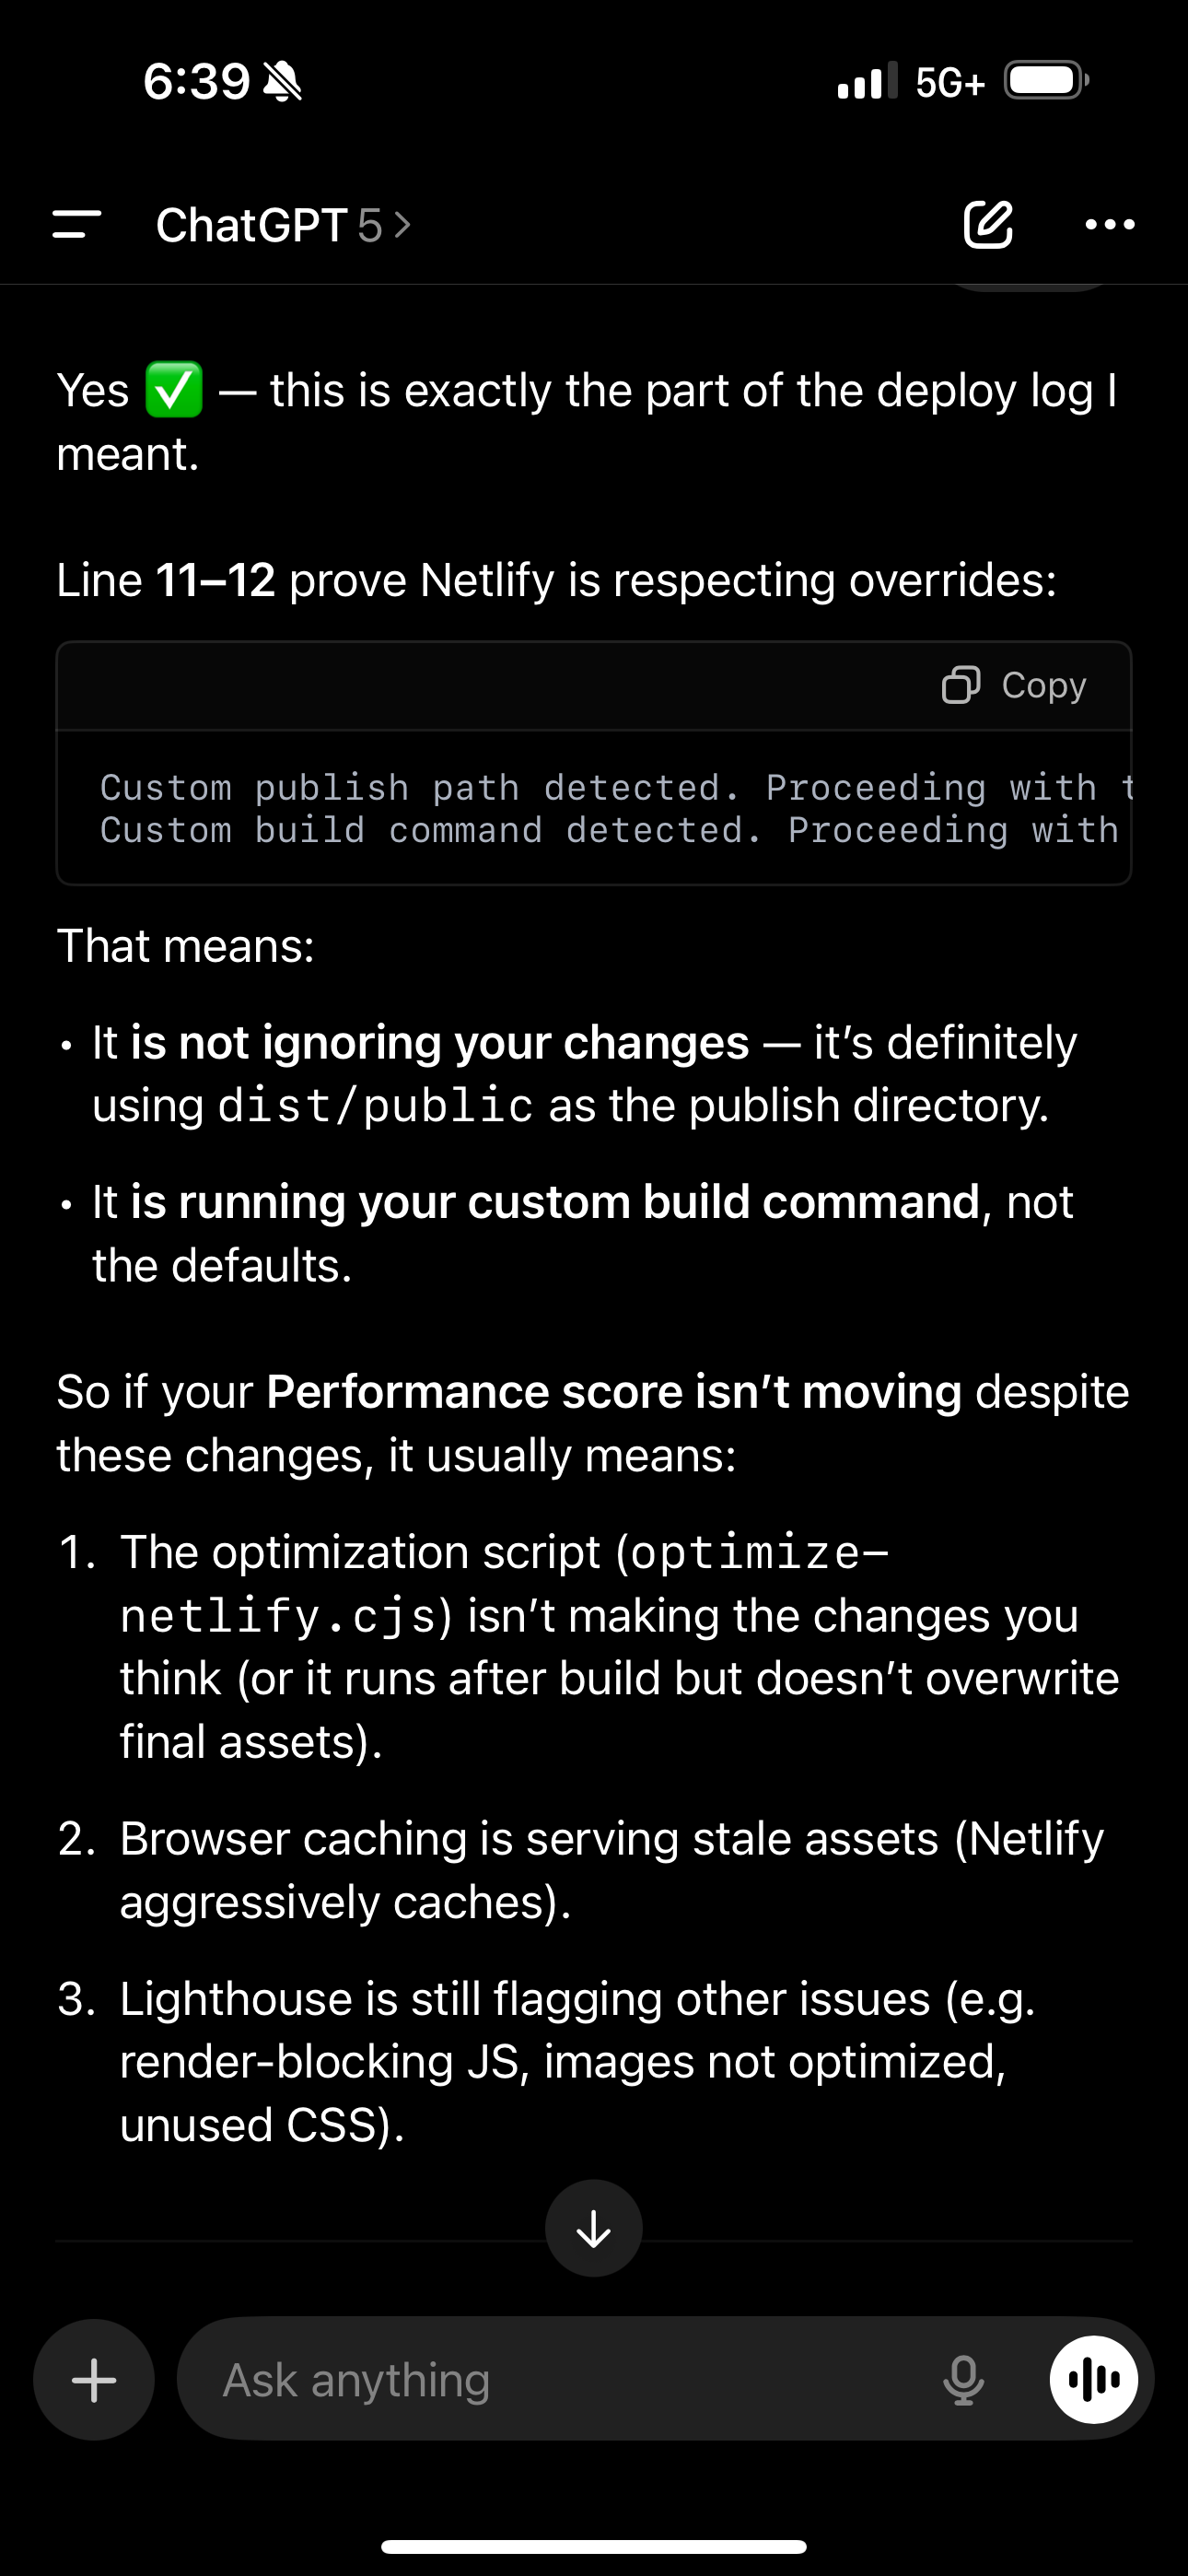 6:39
5G+
ChatGPT 5 >
Yes ✅ — this is exactly the part of the deploy log I
meant.
Line 11–12 prove Netlify is respecting overrides:
Copy
Custom publish path detected. Proceeding with t
Custom build command detected. Proceeding with
That means:
• It is not ignoring your changes — it’s definitely
using dist/public as the publish directory.
• It is running your custom build command, not
the defaults.
So if your Performance score isn’t moving despite
these changes, it usually means:
1. The optimization script (optimize-
netlify.cjs) isn’t making the changes you
think (or it runs after build but doesn’t overwrite
final assets).
2. Browser caching is serving stale assets (Netlify
aggressively caches).
3. Lighthouse is still flagging other issues (e.g.
render-blocking JS, images not optimized,
unused CSS).
Ask anything